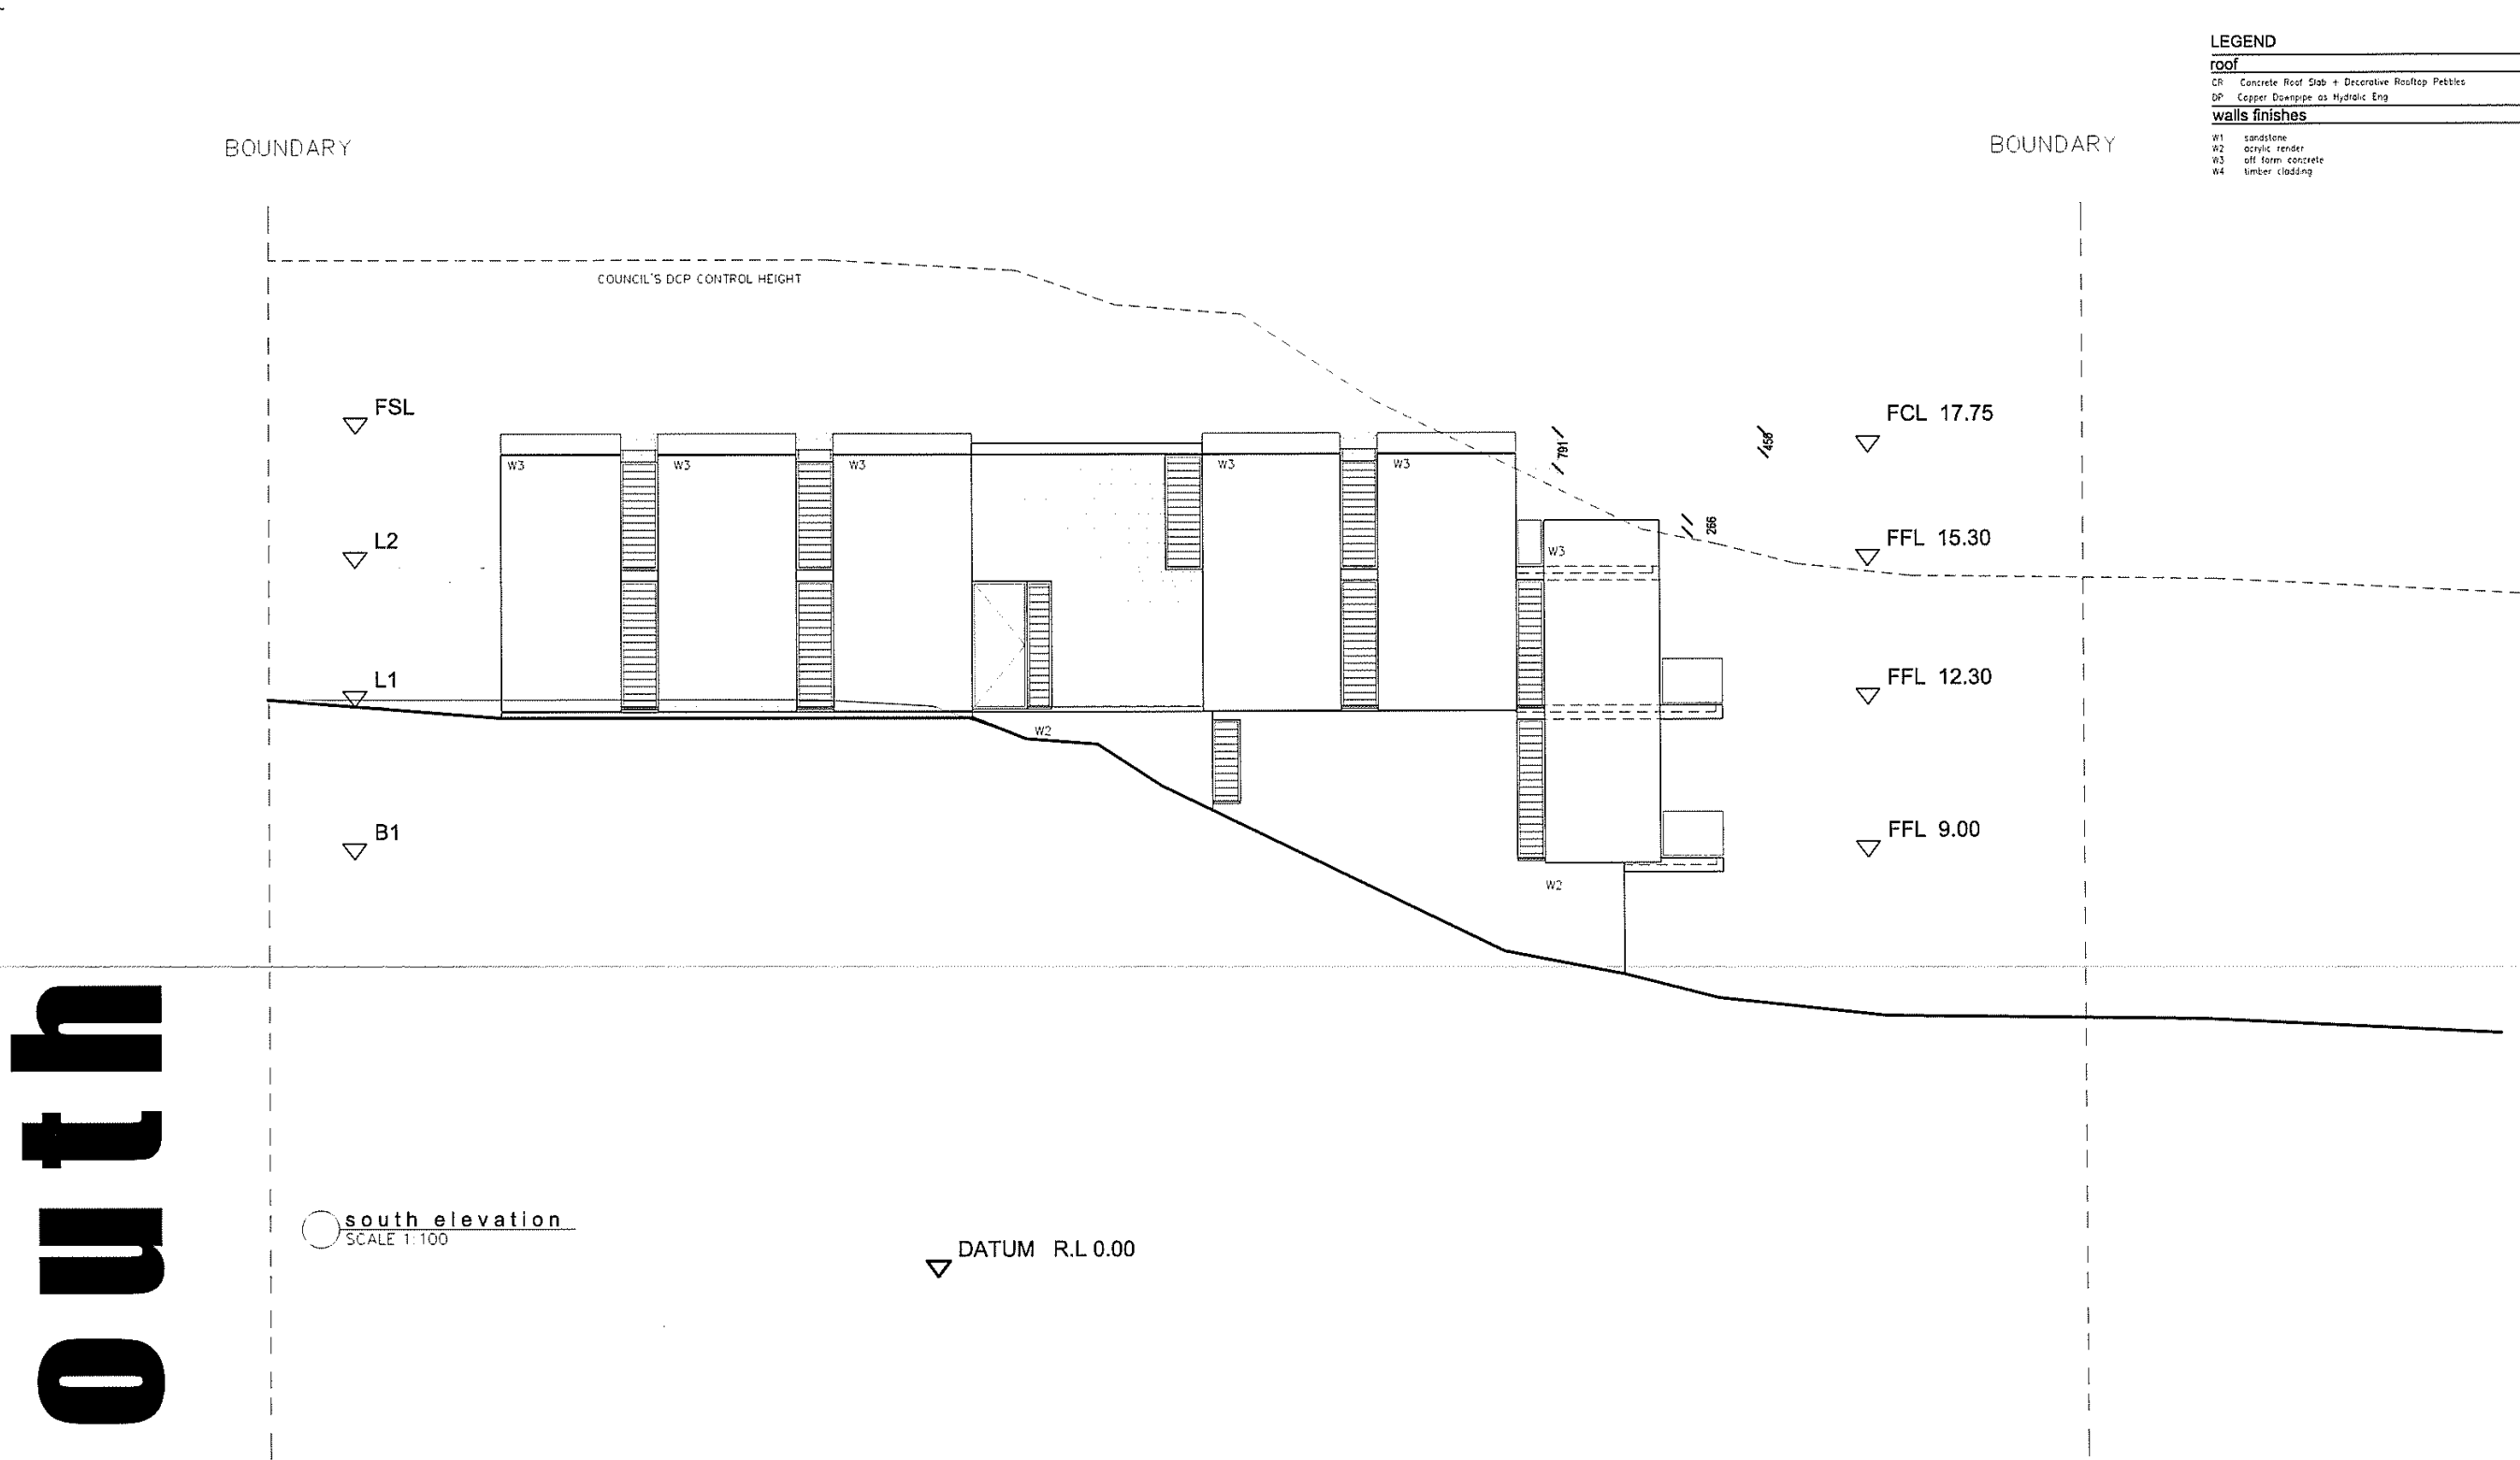 LEGEND
roof
CR Concrete Roof Slab + Decorative Rooftop Pebbles
DP Copper Downpipe as Hydralic Eng
walls finishes
W1 sandstone
W2 acrylic render
W3 off form concrete
W4 timber cladding
BOUNDARY
BOUNDARY
COUNCIL'S DCP CONTROL HEIGHT
FSL
FCL 17.75
791
458
W3
W3
W3
W3
W3
L2
FFL 15.30
266
W3
L1
FFL 12.30
W2
B1
FFL 9.00
W2
outh
south elevation
SCALE 1:100
DATUM R.L 0.00